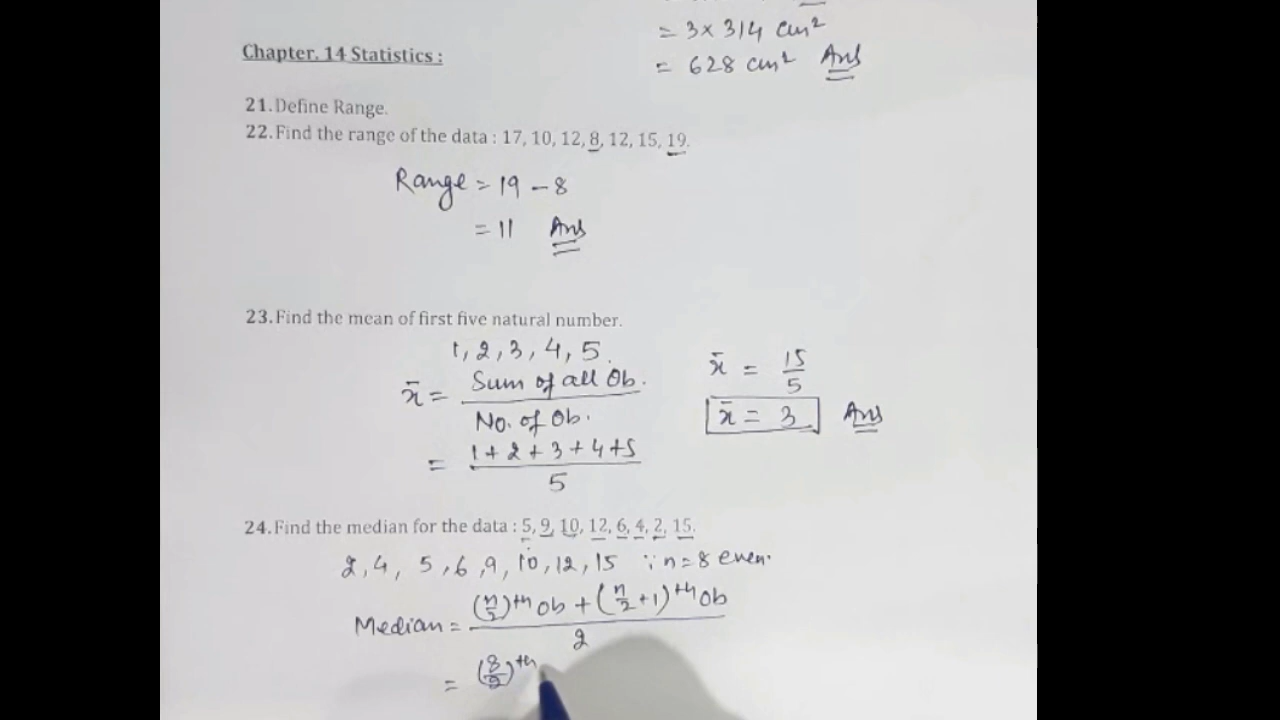 = 3 × 314 cm²
= 628 cm² Ans
Chapter. 14 Statistics :
21. Define Range.
22. Find the range of the data : 17, 10, 12, 8, 12, 15, 19.
Range = 19 – 8
= 11 Ans
23. Find the mean of first five natural number.
1, 2, 3, 4, 5.
x̄ = Sum of all Ob. / No. of Ob.
= 1 + 2 + 3 + 4 + 5 / 5
x̄ = 15 / 5
x̄ = 3 Ans
24. Find the median for the data : 5, 9, 10, 12, 6, 4, 2, 15.
2, 4, 5, 6, 9, 10, 12, 15 ∵ n = 8 even.
Median = (n/2)th Ob + (n/2 + 1)th Ob / 2
= (8/2)th